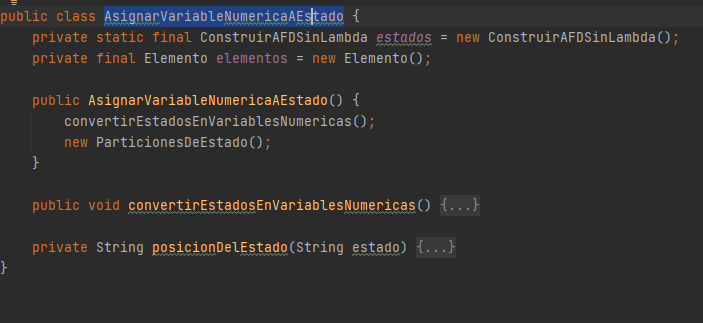 public class AsignarVariableNumericaAEstado {
private static final ConstruirAFDSinLambda estados = new ConstruirAFDSinLambda();
private final Elemento elementos = new Elemento();
public AsignarVariableNumericaAEstado() {
convertirEstadosEnVariablesNumericas();
new ParticionesDeEstado();
}
public void convertirEstadosEnVariablesNumericas() {...}
private String posicionDelEstado(String estado) {...}
}